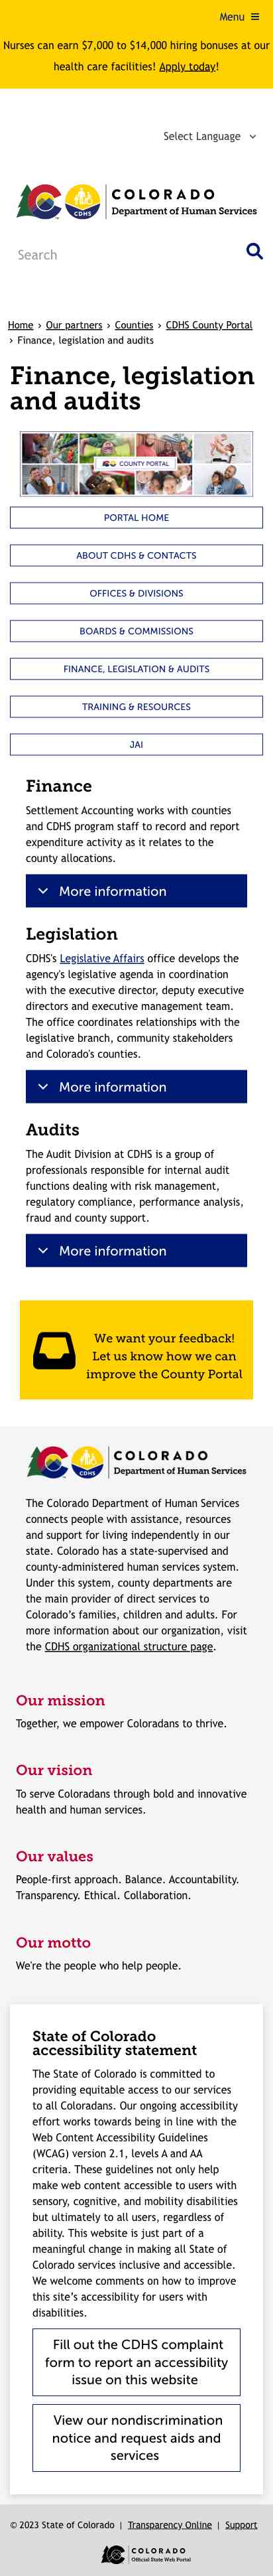 Menu
Nurses can earn $7,000 to $14,000 hiring bonuses at our
health care facilities! Apply today!
Select Language
CDHS
COLORADO
Department of Human Services
Search
Home › Our partners › Counties › CDHS County Portal
› Finance, legislation and audits
Finance, legislation
and audits
COUNTY PORTAL
PORTAL HOME
ABOUT CDHS & CONTACTS
OFFICES & DIVISIONS
BOARDS & COMMISSIONS
FINANCE, LEGISLATION & AUDITS
TRAINING & RESOURCES
JAI
Finance
Settlement Accounting works with counties
and CDHS program staff to record and report
expenditure activity as it relates to the
county allocations.
More information
Legislation
CDHS's Legislative Affairs office develops the
agency's legislative agenda in coordination
with the executive director, deputy executive
directors and executive management team.
The office coordinates relationships with the
legislative branch, community stakeholders
and Colorado's counties.
More information
Audits
The Audit Division at CDHS is a group of
professionals responsible for internal audit
functions dealing with risk management,
regulatory compliance, performance analysis,
fraud and county support.
More information
We want your feedback!
Let us know how we can
improve the County Portal
CDHS
COLORADO
Department of Human Services
The Colorado Department of Human Services
connects people with assistance, resources
and support for living independently in our
state. Colorado has a state-supervised and
county-administered human services system.
Under this system, county departments are
the main provider of direct services to
Colorado’s families, children and adults. For
more information about our organization, visit
the CDHS organizational structure page.
Our mission
Together, we empower Coloradans to thrive.
Our vision
To serve Coloradans through bold and innovative
health and human services.
Our values
People-first approach. Balance. Accountability.
Transparency. Ethical. Collaboration.
Our motto
We're the people who help people.
State of Colorado
accessibility statement
The State of Colorado is committed to
providing equitable access to our services
to all Coloradans. Our ongoing accessibility
effort works towards being in line with the
Web Content Accessibility Guidelines
(WCAG) version 2.1, levels A and AA
criteria. These guidelines not only help
make web content accessible to users with
sensory, cognitive, and mobility disabilities
but ultimately to all users, regardless of
ability. This website is just part of a
meaningful change in making all State of
Colorado services inclusive and accessible.
We welcome comments on how to improve
this site’s accessibility for users with
disabilities.
Fill out the CDHS complaint
form to report an accessibility
issue on this website
View our nondiscrimination
notice and request aids and
services
© 2023 State of Colorado | Transparency Online | Support
COLORADO
Official State Web Portal